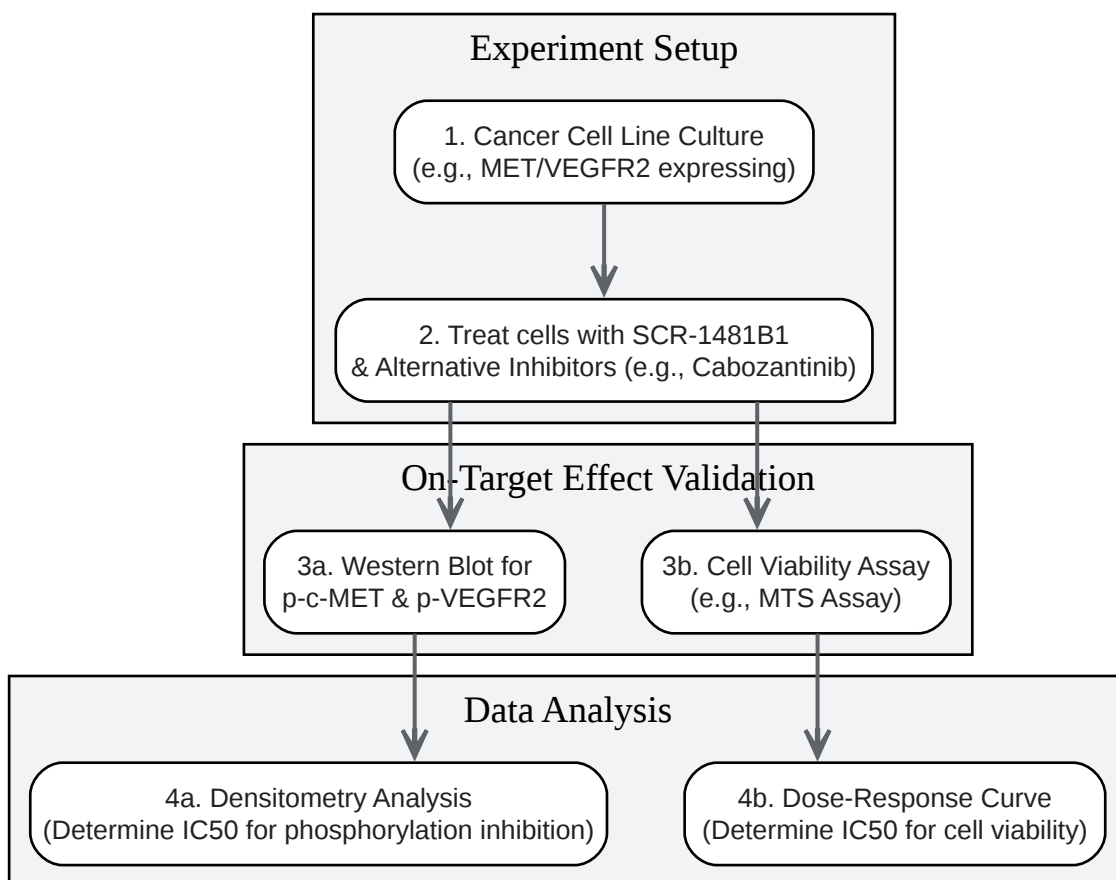 Experiment Setup
1. Cancer Cell Line Culture
(e.g., MET/VEGFR2 expressing)
2. Treat cells with SCR-1481B1
& Alternative Inhibitors (e.g., Cabozantinib)
On-Target Effect Validation
3a. Western Blot for
p-c-MET & p-VEGFR2
3b. Cell Viability Assay
(e.g., MTS Assay)
Data Analysis
4a. Densitometry Analysis
(Determine IC50 for phosphorylation inhibition)
4b. Dose-Response Curve
(Determine IC50 for cell viability)